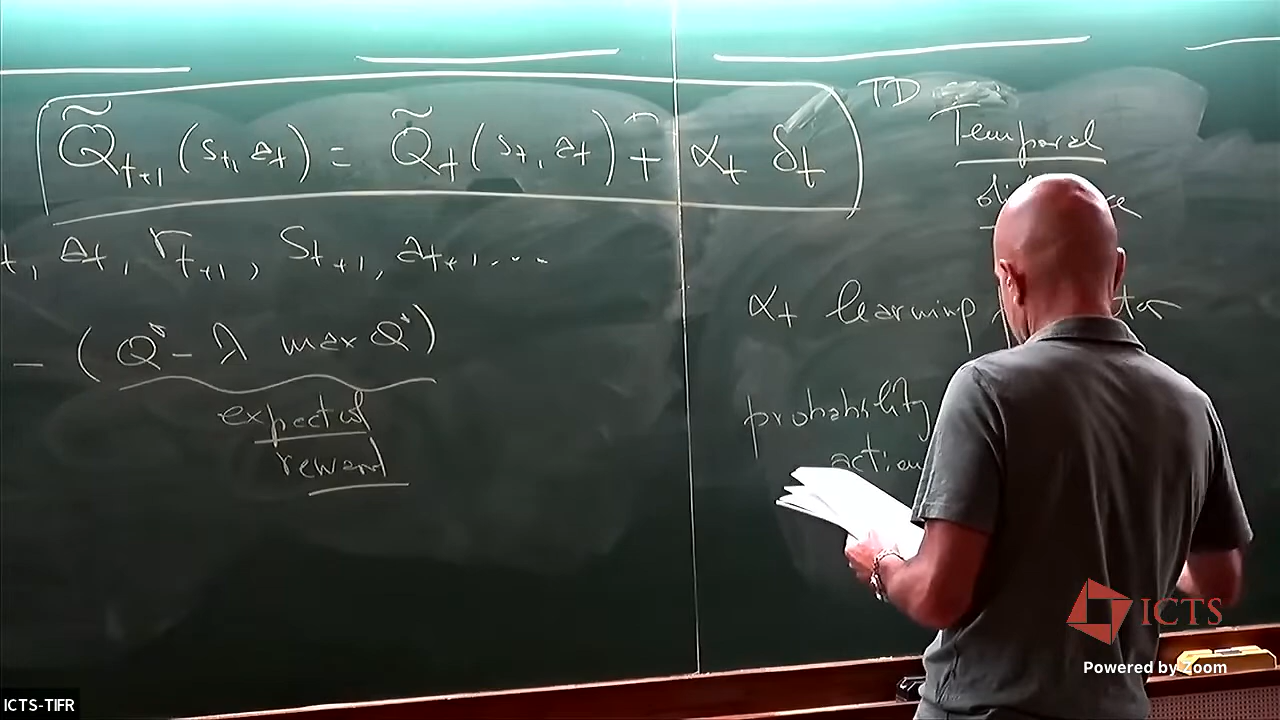 Q̃ₜ₊₁ (sₜ, aₜ) = Q̃ₜ (sₜ, aₜ) + αₜ δₜ
TD
Temporal
t, aₜ, rₜ₊₁, Sₜ₊₁, aₜ₊₁ ...
αₜ learning
− (Q* − λ max Q*)
expected
reward
probability
action
ICTS
Powered by Zoom
ICTS-TIFR